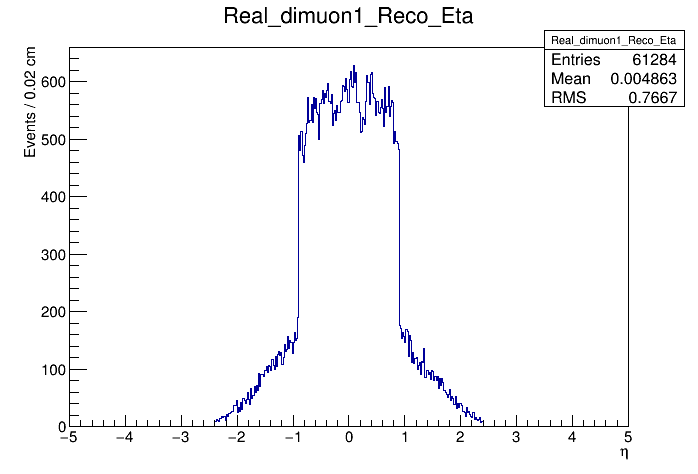 Real_dimuon1_Reco_Eta
Real_dimuon1_Reco_Eta
Entries 61284
Mean 0.004863
RMS 0.7667
Events / 0.02 cm
600
500
400
300
200
100
0
−5 −4 −3 −2 −1 0 1 2 3 4 5
η